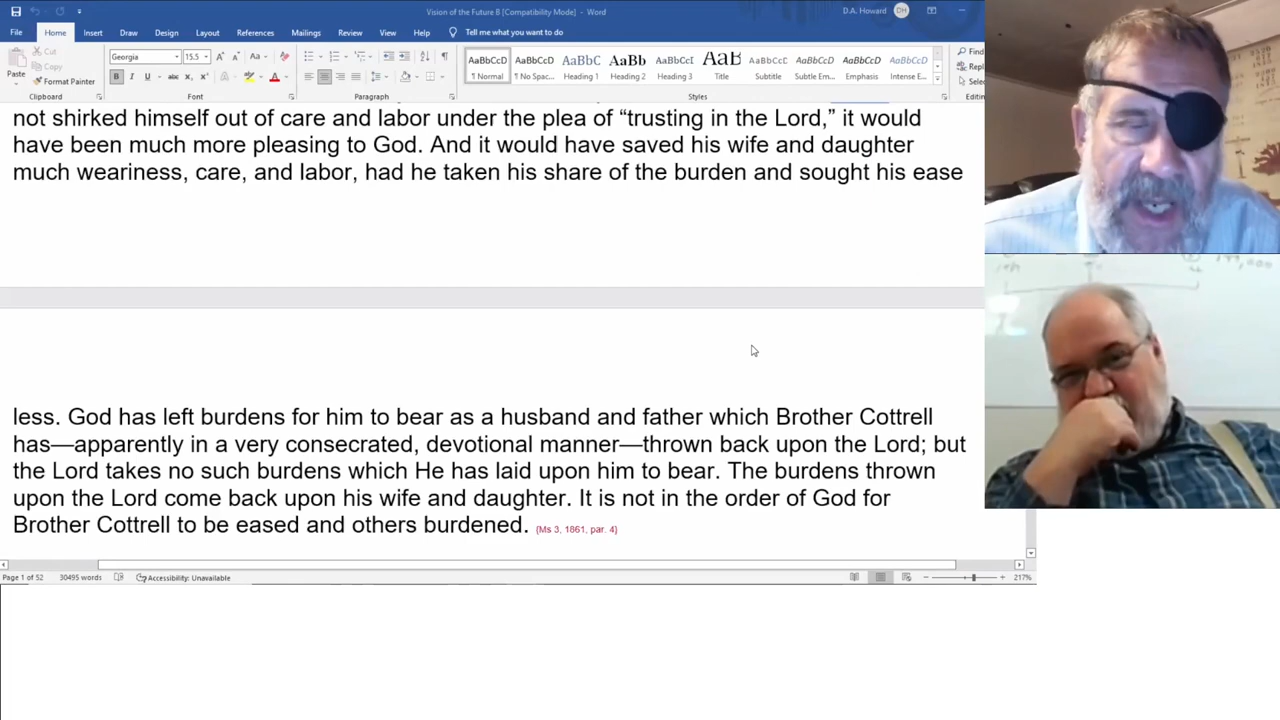 Vision of the Future B [Compatibility Mode] - Word
D.A. Howard
DH
File Home Insert Draw Design Layout References Mailings Review View Help Tell me what you want to do
Cut
Copy
Format Painter
Paste
Georgia 15.5
AaBbCcDd AaBbCcDd AaBbC AaBb AaBbCcI AaB AaBbCcD AaBbCcDd AaBbCcDd AaBbCcDd
¶ Normal ¶ No Spac... Heading 1 Heading 2 Heading 3 Title Subtitle Subtle Em... Emphasis Intense E...
Find
Clipboard Font Paragraph Styles
not shirked himself out of care and labor under the plea of “trusting in the Lord,” it would
have been much more pleasing to God. And it would have saved his wife and daughter
much weariness, care, and labor, had he taken his share of the burden and sought his ease
less. God has left burdens for him to bear as a husband and father which Brother Cottrell
has—apparently in a very consecrated, devotional manner—thrown back upon the Lord; but
the Lord takes no such burdens which He has laid upon him to bear. The burdens thrown
upon the Lord come back upon his wife and daughter. It is not in the order of God for
Brother Cottrell to be eased and others burdened. {Ms 3, 1861, par. 4}
Page 1 of 52 30495 words Accessibility: Unavailable 217%